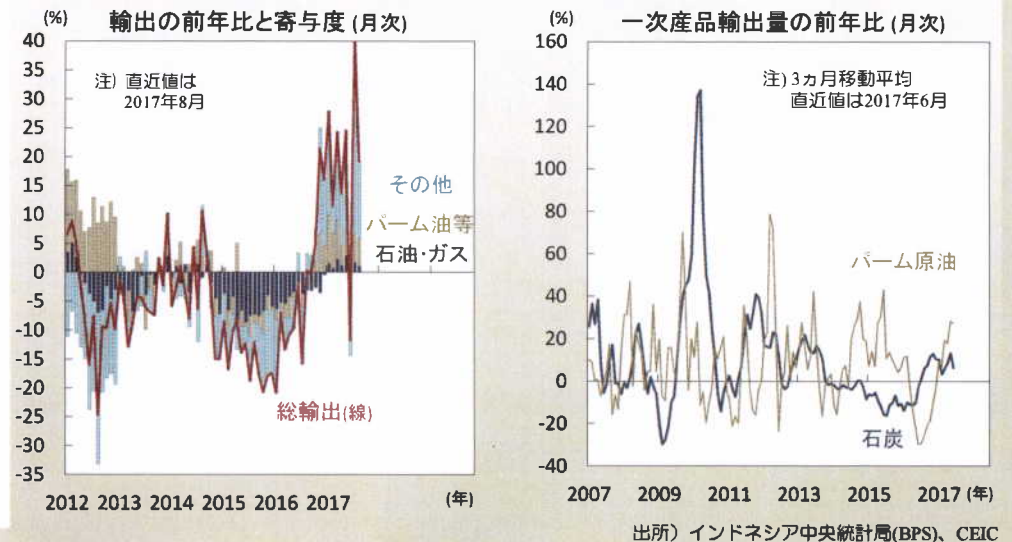 輸出の前年比と寄与度 (月次)
(%)
40
35
30
25
20
15
10
5
0
-5
-10
-15
-20
-25
-30
-35
注) 直近値は
2017年8月
その他
パーム油等
石油・ガス
総輸出(線)
2012 2013 2014 2015 2016 2017 (年)
一次産品輸出量の前年比 (月次)
(%)
160
140
120
100
80
60
40
20
0
-20
-40
注) 3ヵ月移動平均
直近値は2017年6月
パーム原油
石炭
2007 2009 2011 2013 2015 2017 (年)
出所）インドネシア中央統計局(BPS)、CEIC